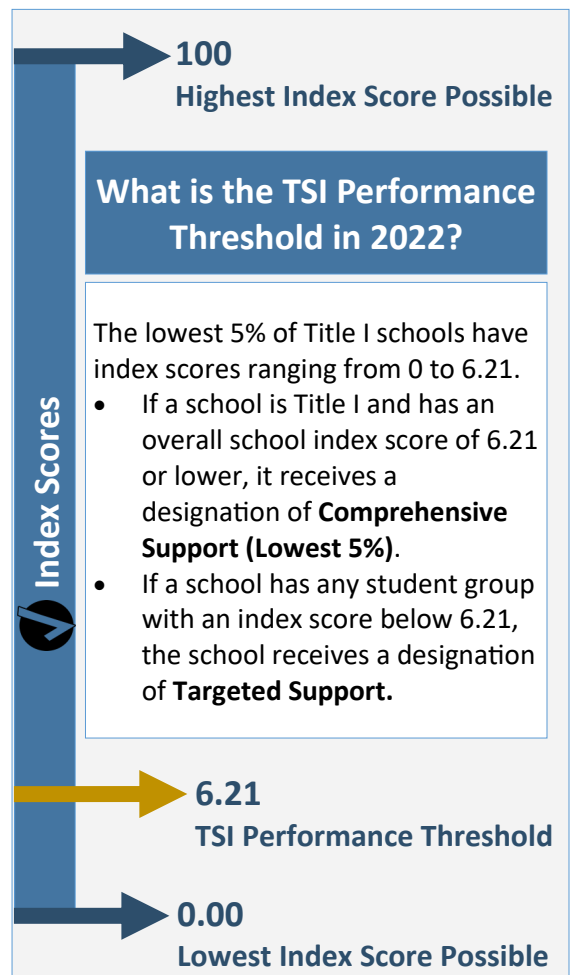 100
Highest Index Score Possible
What is the TSI Performance
Threshold in 2022?
The lowest 5% of Title I schools have
index scores ranging from 0 to 6.21.
• If a school is Title I and has an
overall school index score of 6.21
or lower, it receives a
designation of Comprehensive
Support (Lowest 5%).
• If a school has any student group
with an index score below 6.21,
the school receives a designation
of Targeted Support.
Index Scores
6.21
TSI Performance Threshold
0.00
Lowest Index Score Possible